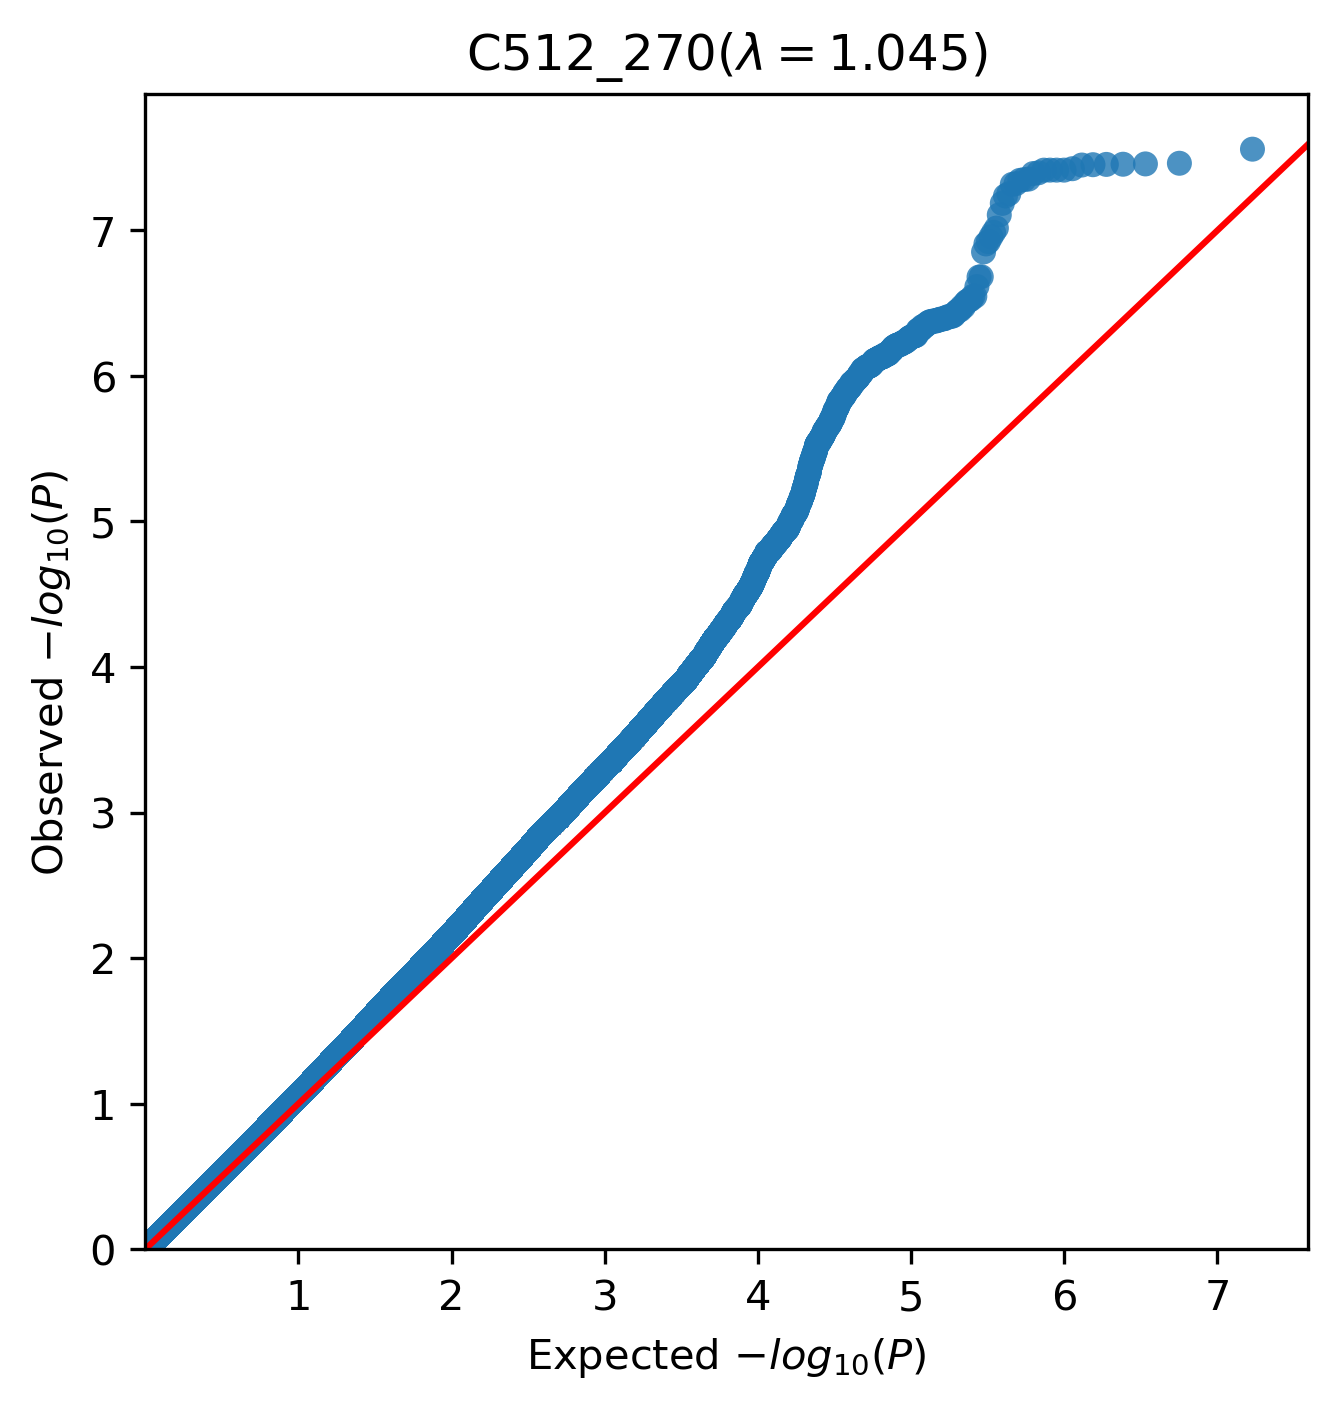 C512_270(λ = 1.045)
Observed −log₁₀(P)
7
6
5
4
3
2
1
0
1 2 3 4 5 6 7
Expected −log₁₀(P)